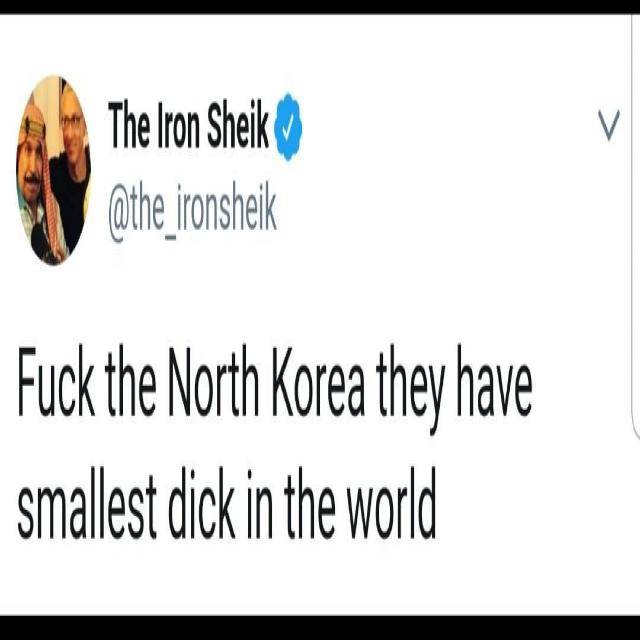 The Iron Sheik
@the_ironsheik
Fuck the North Korea they have
smallest dick in the world